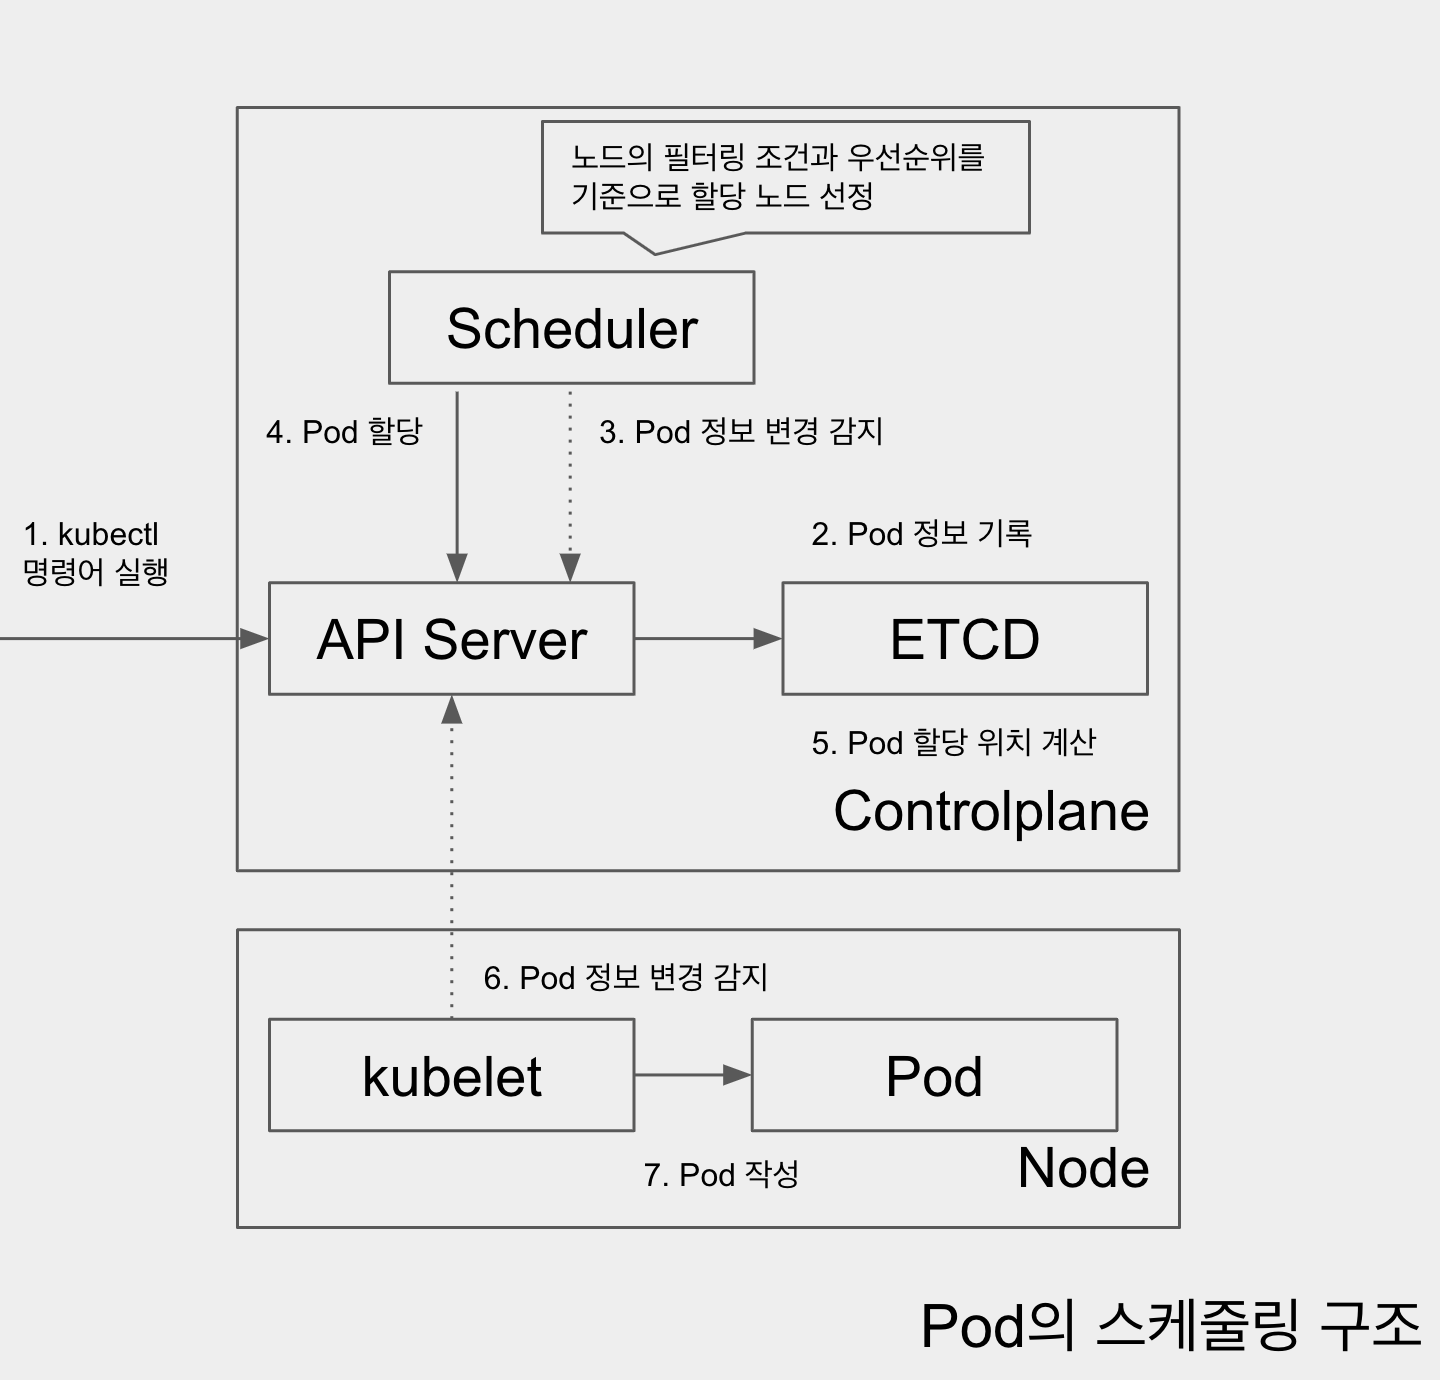 노드의 필터링 조건과 우선순위를
기준으로 할당 노드 선정
Scheduler
4. Pod 할당
3. Pod 정보 변경 감지
1. kubectl
명령어 실행
2. Pod 정보 기록
API Server
ETCD
5. Pod 할당 위치 계산
Controlplane
6. Pod 정보 변경 감지
kubelet
Pod
7. Pod 작성
Node
Pod의 스케줄링 구조